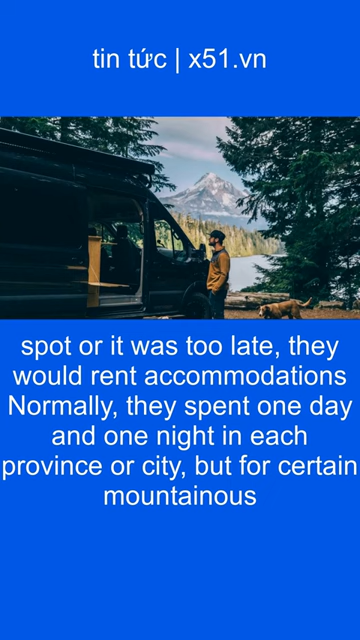 tin tức | x51.vn
spot or it was too late, they
would rent accommodations
Normally, they spent one day
and one night in each
province or city, but for certain
mountainous